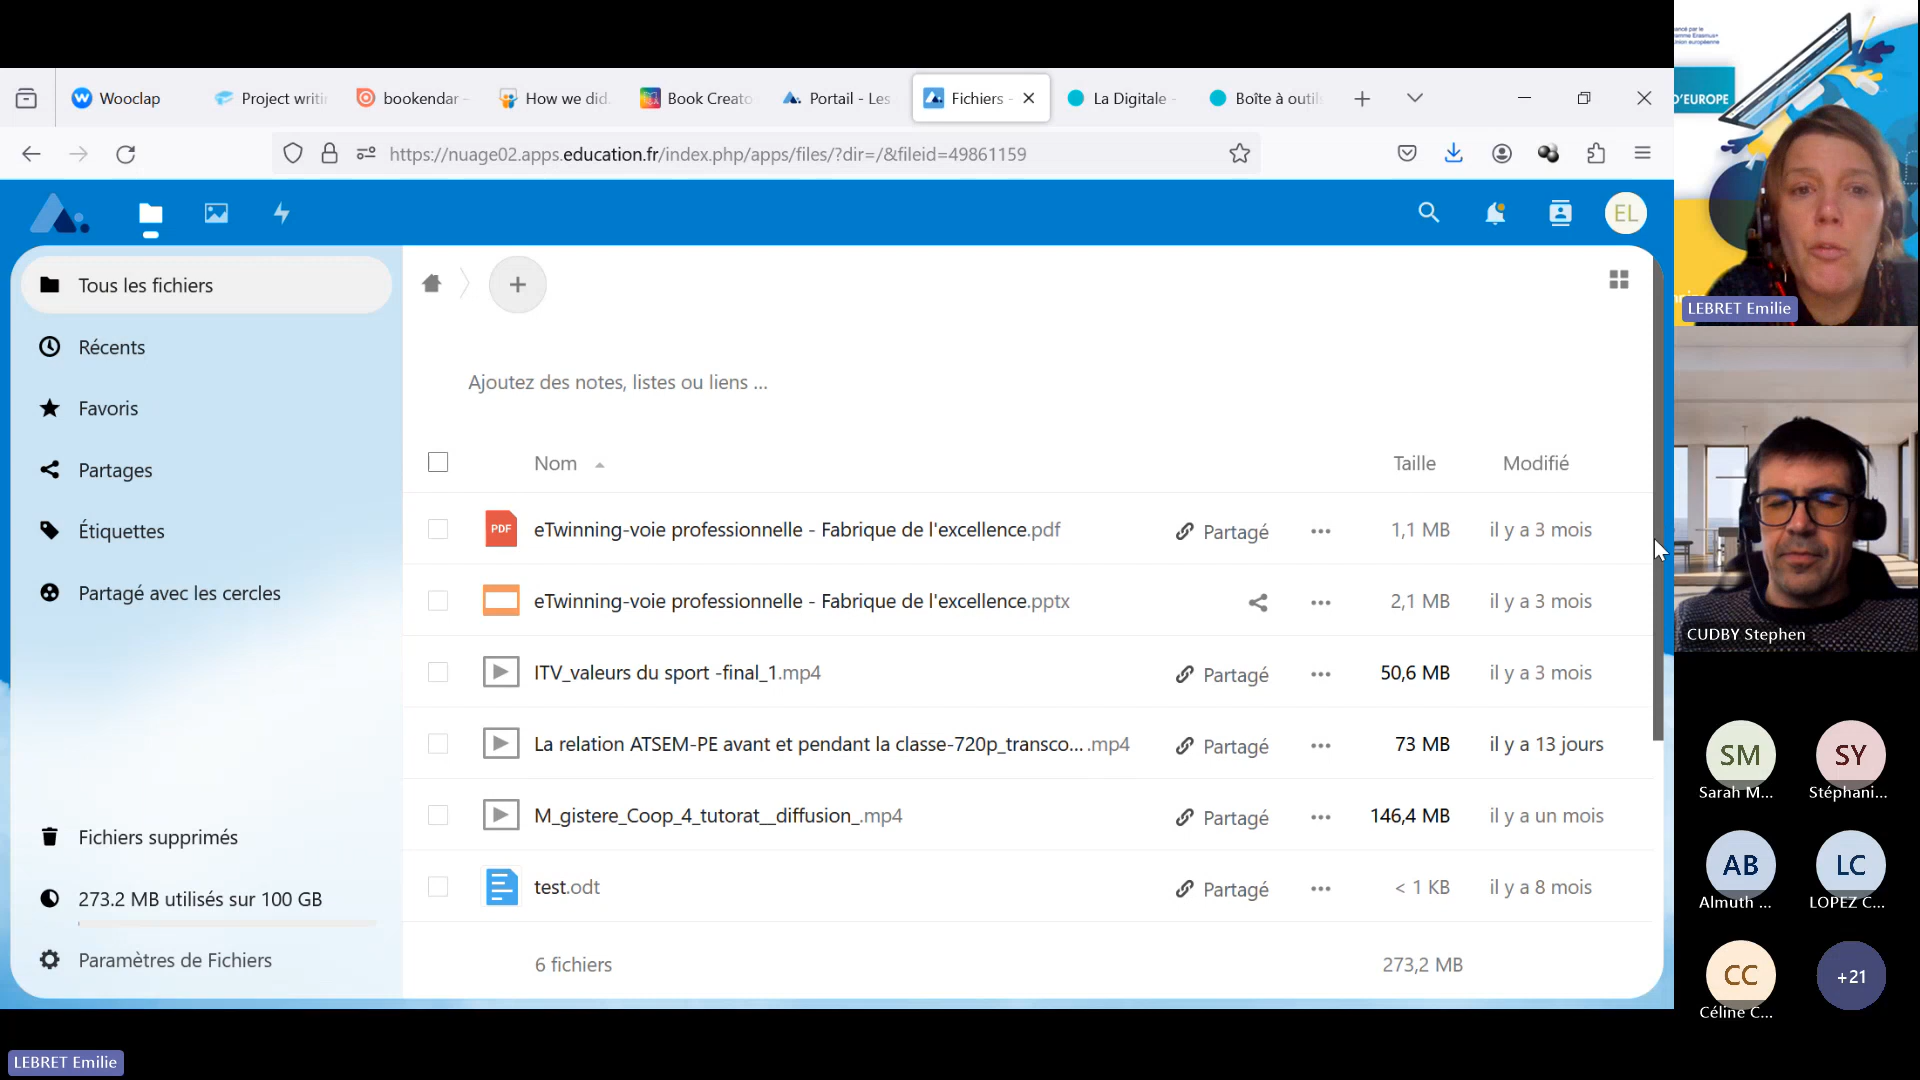 Wooclap
Project writi
bookendar -
How we did
Book Creato
Portail - Les
Fichiers -
La Digitale -
Boîte à outil
https://nuage02.apps.education.fr/index.php/apps/files/?dir=/&fileid=49861159
EL
Tous les fichiers
Récents
Favoris
Partages
Étiquettes
Partagé avec les cercles
Fichiers supprimés
273.2 MB utilisés sur 100 GB
Paramètres de Fichiers
Ajoutez des notes, listes ou liens ...
Nom Taille Modifié
PDF eTwinning-voie professionnelle - Fabrique de l'excellence.pdf Partagé 1,1 MB il y a 3 mois
eTwinning-voie professionnelle - Fabrique de l'excellence.pptx 2,1 MB il y a 3 mois
ITV_valeurs du sport -final_1.mp4 Partagé 50,6 MB il y a 3 mois
La relation ATSEM-PE avant et pendant la classe-720p_transco... .mp4 Partagé 73 MB il y a 13 jours
M_gistere_Coop_4_tutorat__diffusion_.mp4 Partagé 146,4 MB il y a un mois
test.odt Partagé < 1 KB il y a 8 mois
6 fichiers 273,2 MB
D'EUROPE
LEBRET Emilie
CUDBY Stephen
SM SY
Sarah M... Stéphani...
AB LC
Almuth ... LOPEZ C...
CC +21
Céline C...
LEBRET Emilie